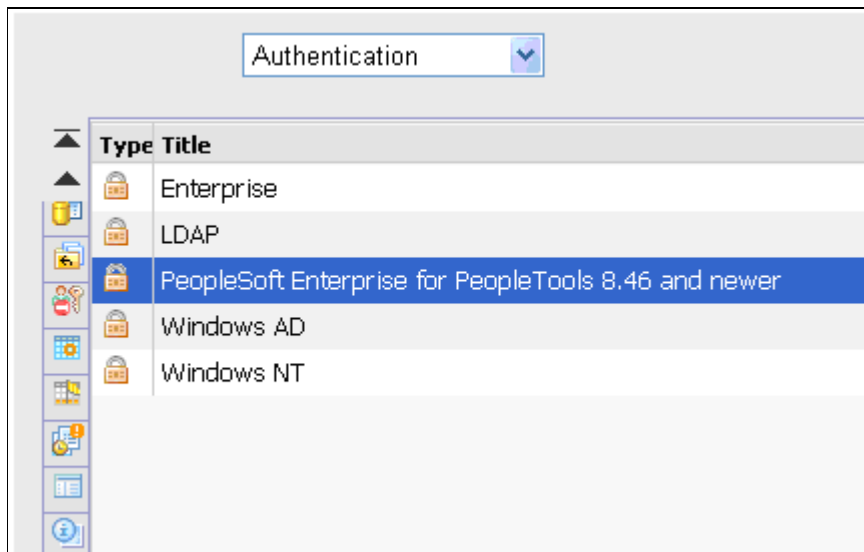 Authentication
Type Title
Enterprise
LDAP
PeopleSoft Enterprise for PeopleTools 8.46 and newer
Windows AD
Windows NT